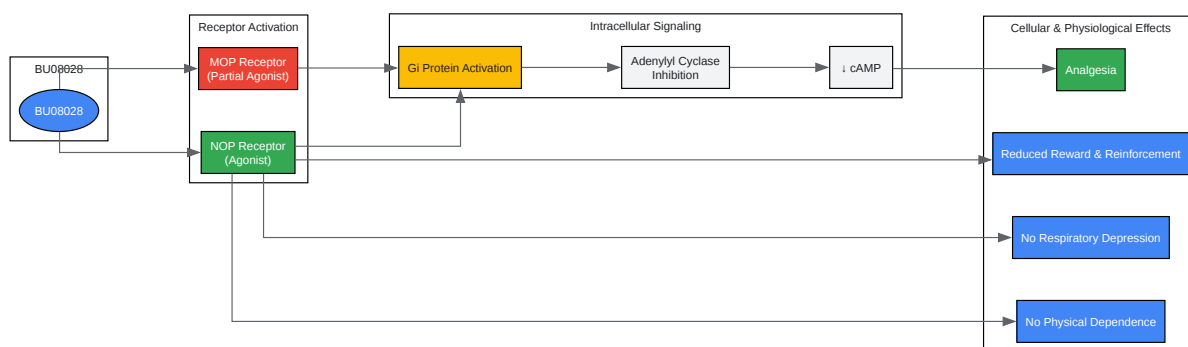 BU08028
BU08028
Receptor Activation
MOP Receptor
(Partial Agonist)
NOP Receptor
(Agonist)
Intracellular Signaling
Gi Protein Activation
Adenylyl Cyclase
Inhibition
↓ cAMP
Cellular & Physiological Effects
Analgesia
Reduced Reward & Reinforcement
No Respiratory Depression
No Physical Dependence